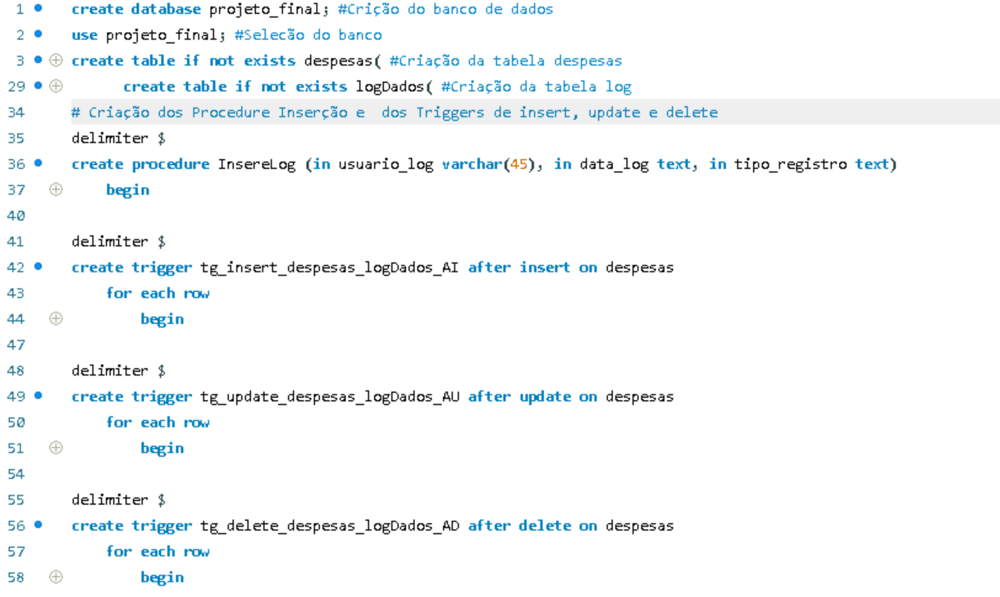 1 create database projeto_final; #Crição do banco de dados
2 use projeto_final; #Selecão do banco
3 create table if not exists despesas( #Criação da tabela despesas
29 create table if not exists logDados( #Criação da tabela log
34 # Criação dos Procedure Inserção e  dos Triggers de insert, update e delete
35 delimiter $
36 create procedure InsereLog (in usuario_log varchar(45), in data_log text, in tipo_registro text)
37 begin
40
41 delimiter $
42 create trigger tg_insert_despesas_logDados_AI after insert on despesas
43 for each row
44 begin
47
48 delimiter $
49 create trigger tg_update_despesas_logDados_AU after update on despesas
50 for each row
51 begin
54
55 delimiter $
56 create trigger tg_delete_despesas_logDados_AD after delete on despesas
57 for each row
58 begin